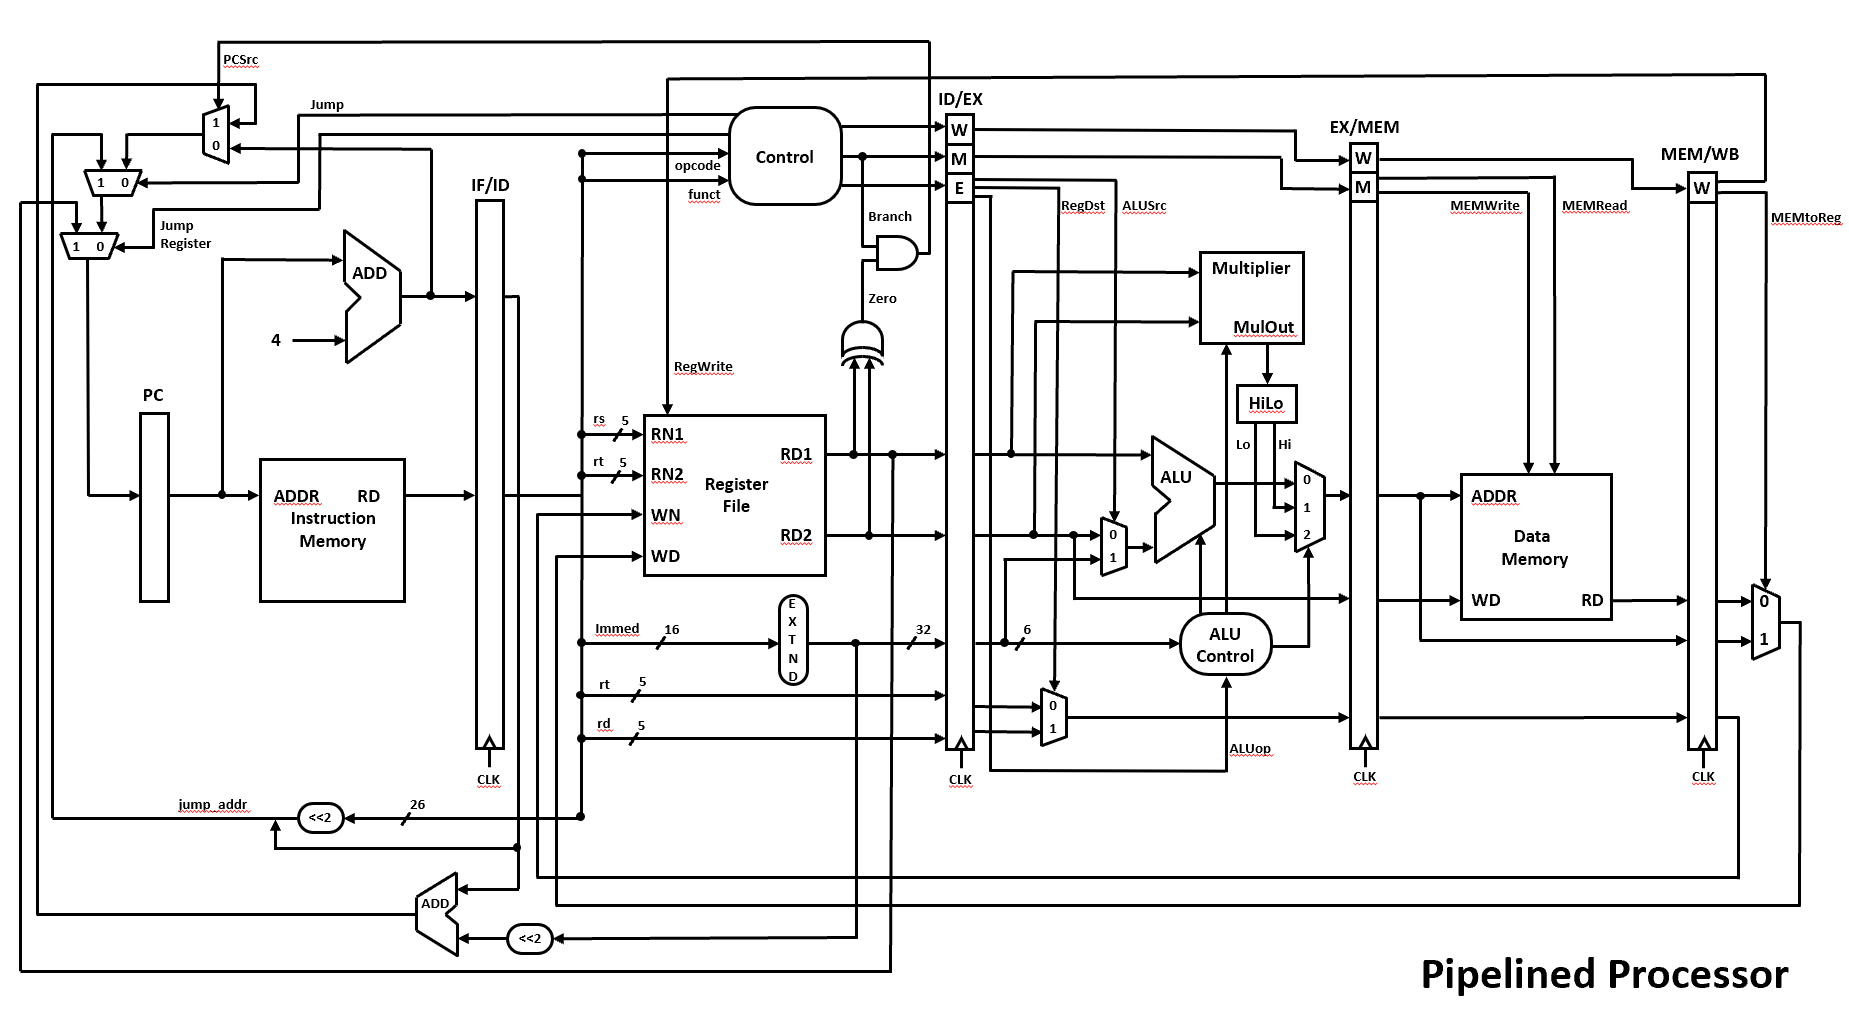 PCSrc
1
0
Jump
1 0
Jump
Register
1 0
ADD
4
PC
ADDR RD
Instruction
Memory
IF/ID
CLK
Control
opcode
funct
Branch
Zero
RegWrite
rs 5
rt 5
RN1
RN2
WN
WD
RD1
RD2
Register
File
Immed 16
E
X
T
N
D
32
rt 5
rd 5
jump_addr
<<2
26
ADD
<<2
ID/EX
W
M
E
CLK
RegDst
ALUSrc
Multiplier
MulOut
HiLo
Lo Hi
ALU
0
1
0
1
2
6
ALU
Control
0
1
ALUop
EX/MEM
W
M
CLK
MEMWrite
MEMRead
ADDR
Data
Memory
WD RD
MEM/WB
W
CLK
MEMtoReg
0
1
Pipelined Processor